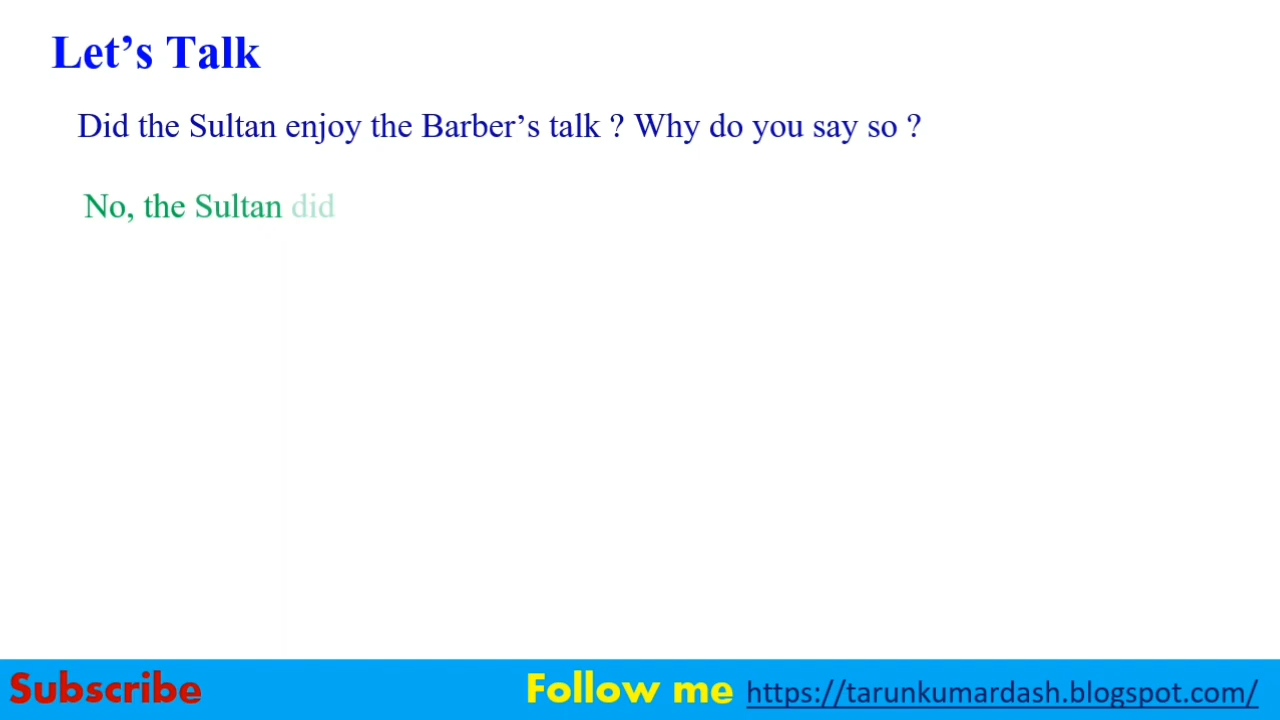 Let’s Talk
Did the Sultan enjoy the Barber’s talk ? Why do you say so ?
No, the Sultan did
Subscribe
Follow me https://tarunkumardash.blogspot.com/